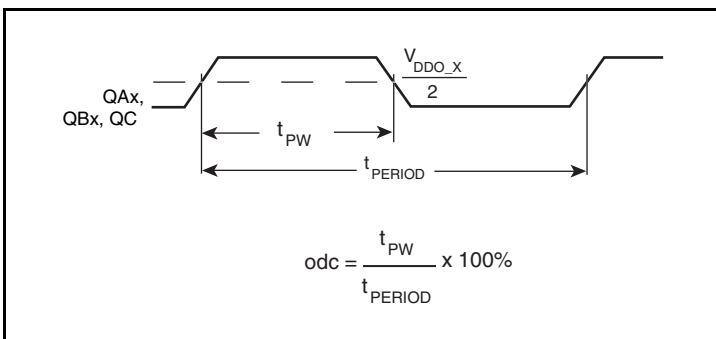 V_DDO_X
2
QAx,
QBx, QC
t_PW
t_PERIOD
odc = t_PW / t_PERIOD x 100%